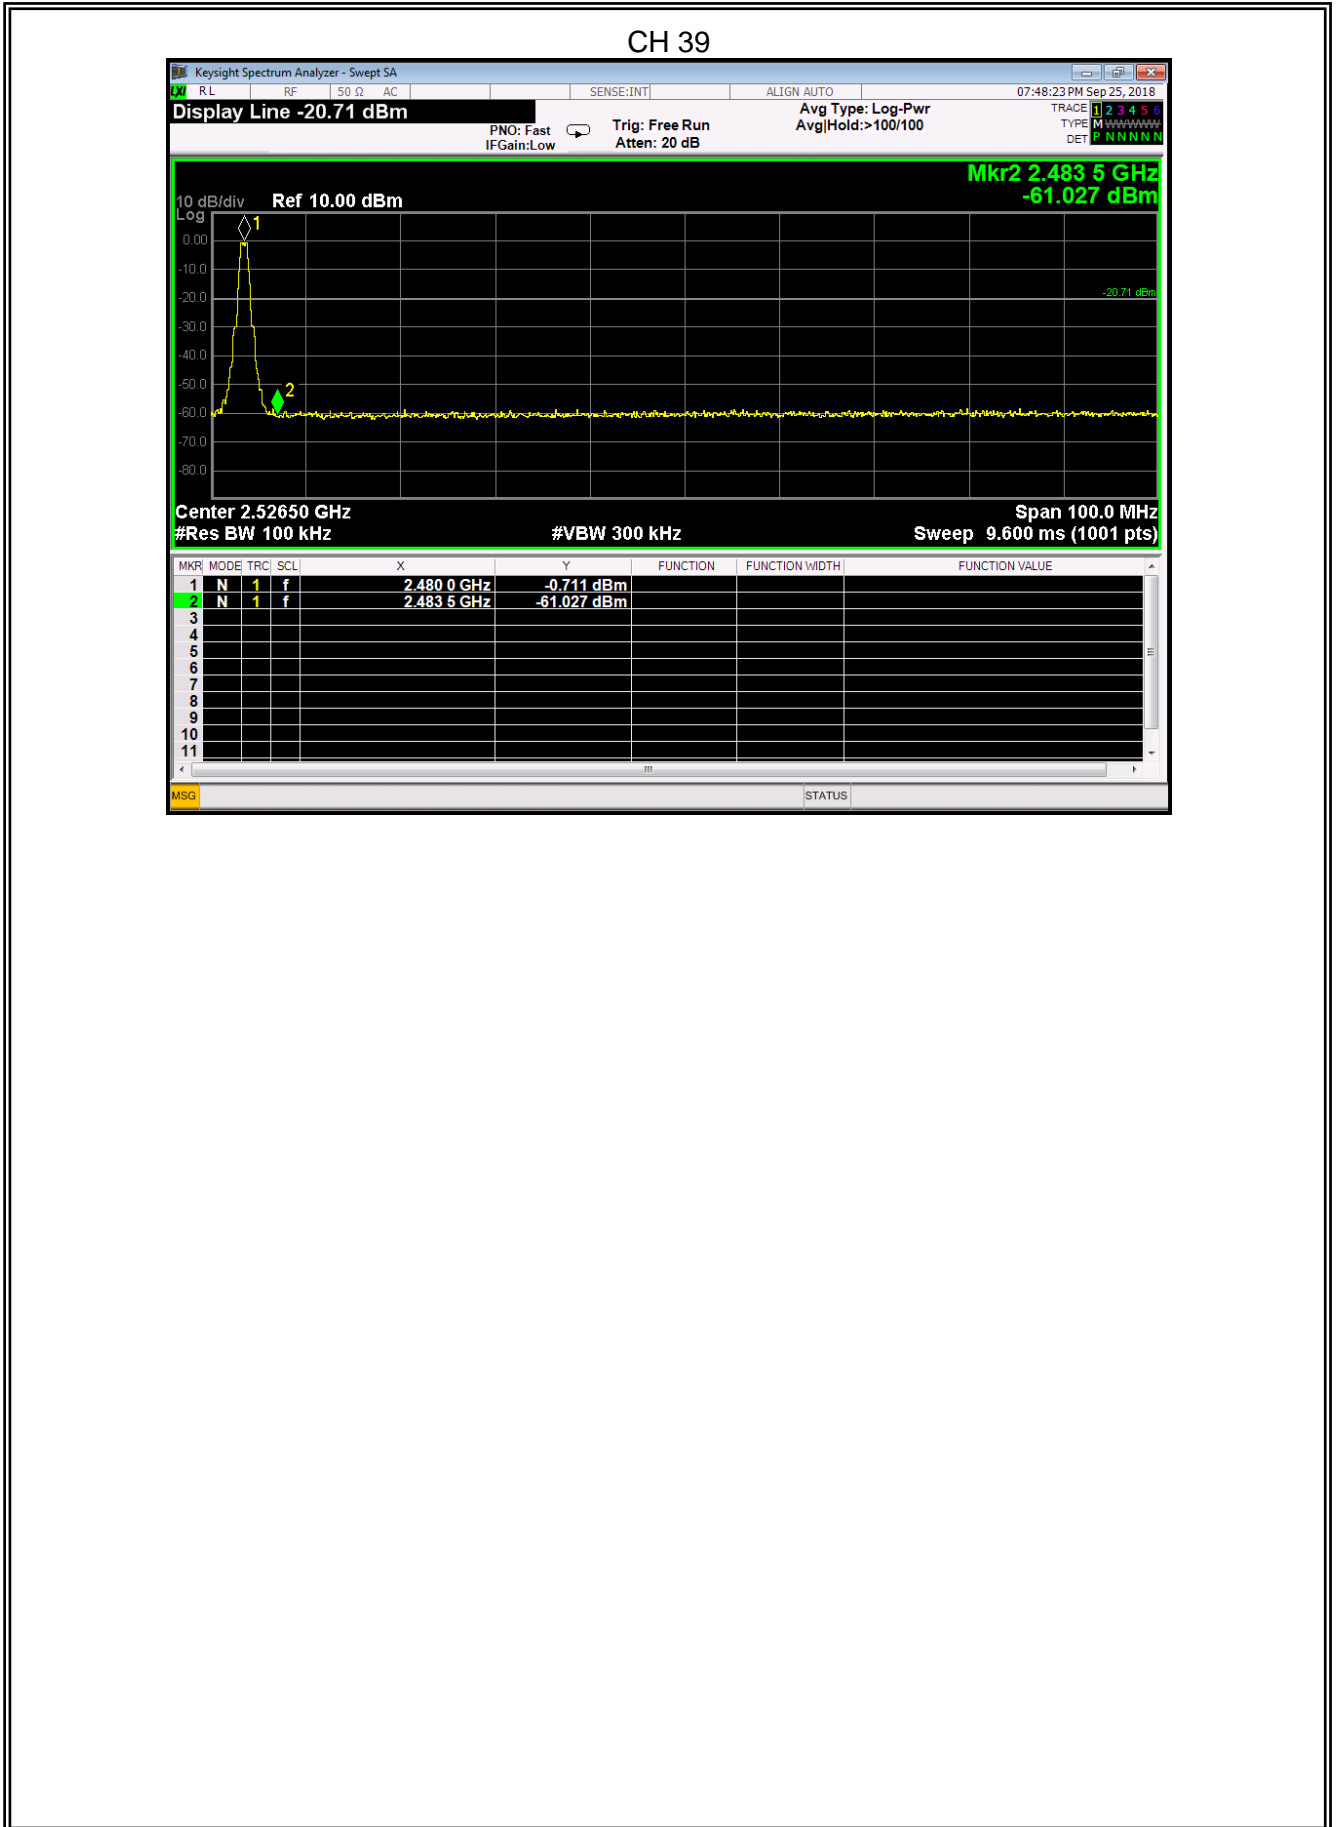 CH 39
Keysight Spectrum Analyzer - Swept SA
LXI RL RF 50 Ω AC SENSE:INT ALIGN AUTO 07:48:23 PM Sep 25, 2018
Display Line -20.71 dBm
PNO: Fast
IFGain:Low
Trig: Free Run
Atten: 20 dB
Avg Type: Log-Pwr
Avg|Hold:>100/100
TRACE 1 2 3 4 5 6
TYPE M WWWWW
DET P N N N N N
Mkr2 2.483 5 GHz
-61.027 dBm
10 dB/div Ref 10.00 dBm
Log
1
0.00
-10.0
-20.0
-20.71 dBm
-30.0
-40.0
-50.0
2
-60.0
-70.0
-80.0
Center 2.52650 GHz Span 100.0 MHz
#Res BW 100 kHz #VBW 300 kHz Sweep 9.600 ms (1001 pts)
MKR MODE TRC SCL X Y FUNCTION FUNCTION WIDTH FUNCTION VALUE
1 N 1 f 2.480 0 GHz -0.711 dBm
2 N 1 f 2.483 5 GHz -61.027 dBm
3
4
5
6
7
8
9
10
11
MSG STATUS